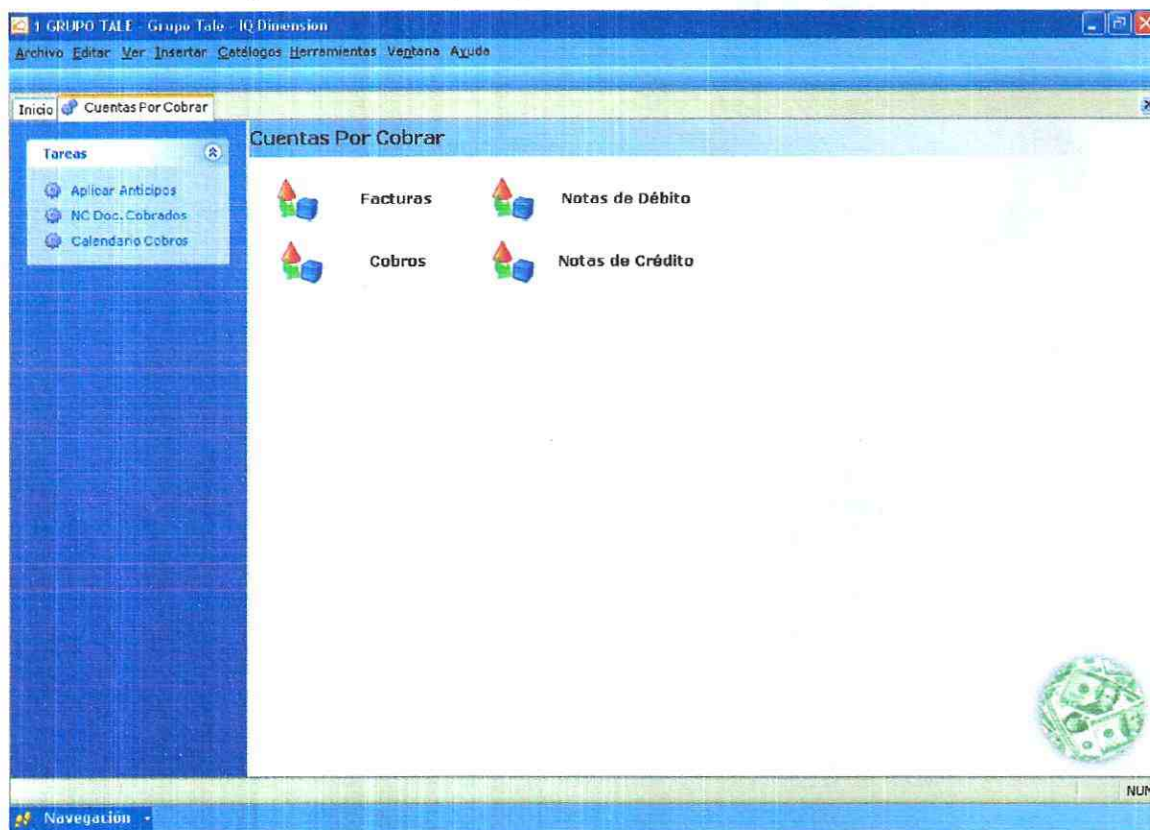 1 GRUPO TALE - Grupo Tale - IQ Dimension
Archivo Editar Ver Insertar Catálogos Herramientas Ventana Ayuda
Inicio Cuentas Por Cobrar
Cuentas Por Cobrar
Tareas
Aplicar Anticipos
NC Doc. Cobrados
Calendario Cobros
Facturas Notas de Débito
Cobros Notas de Crédito
NUM
Navegación